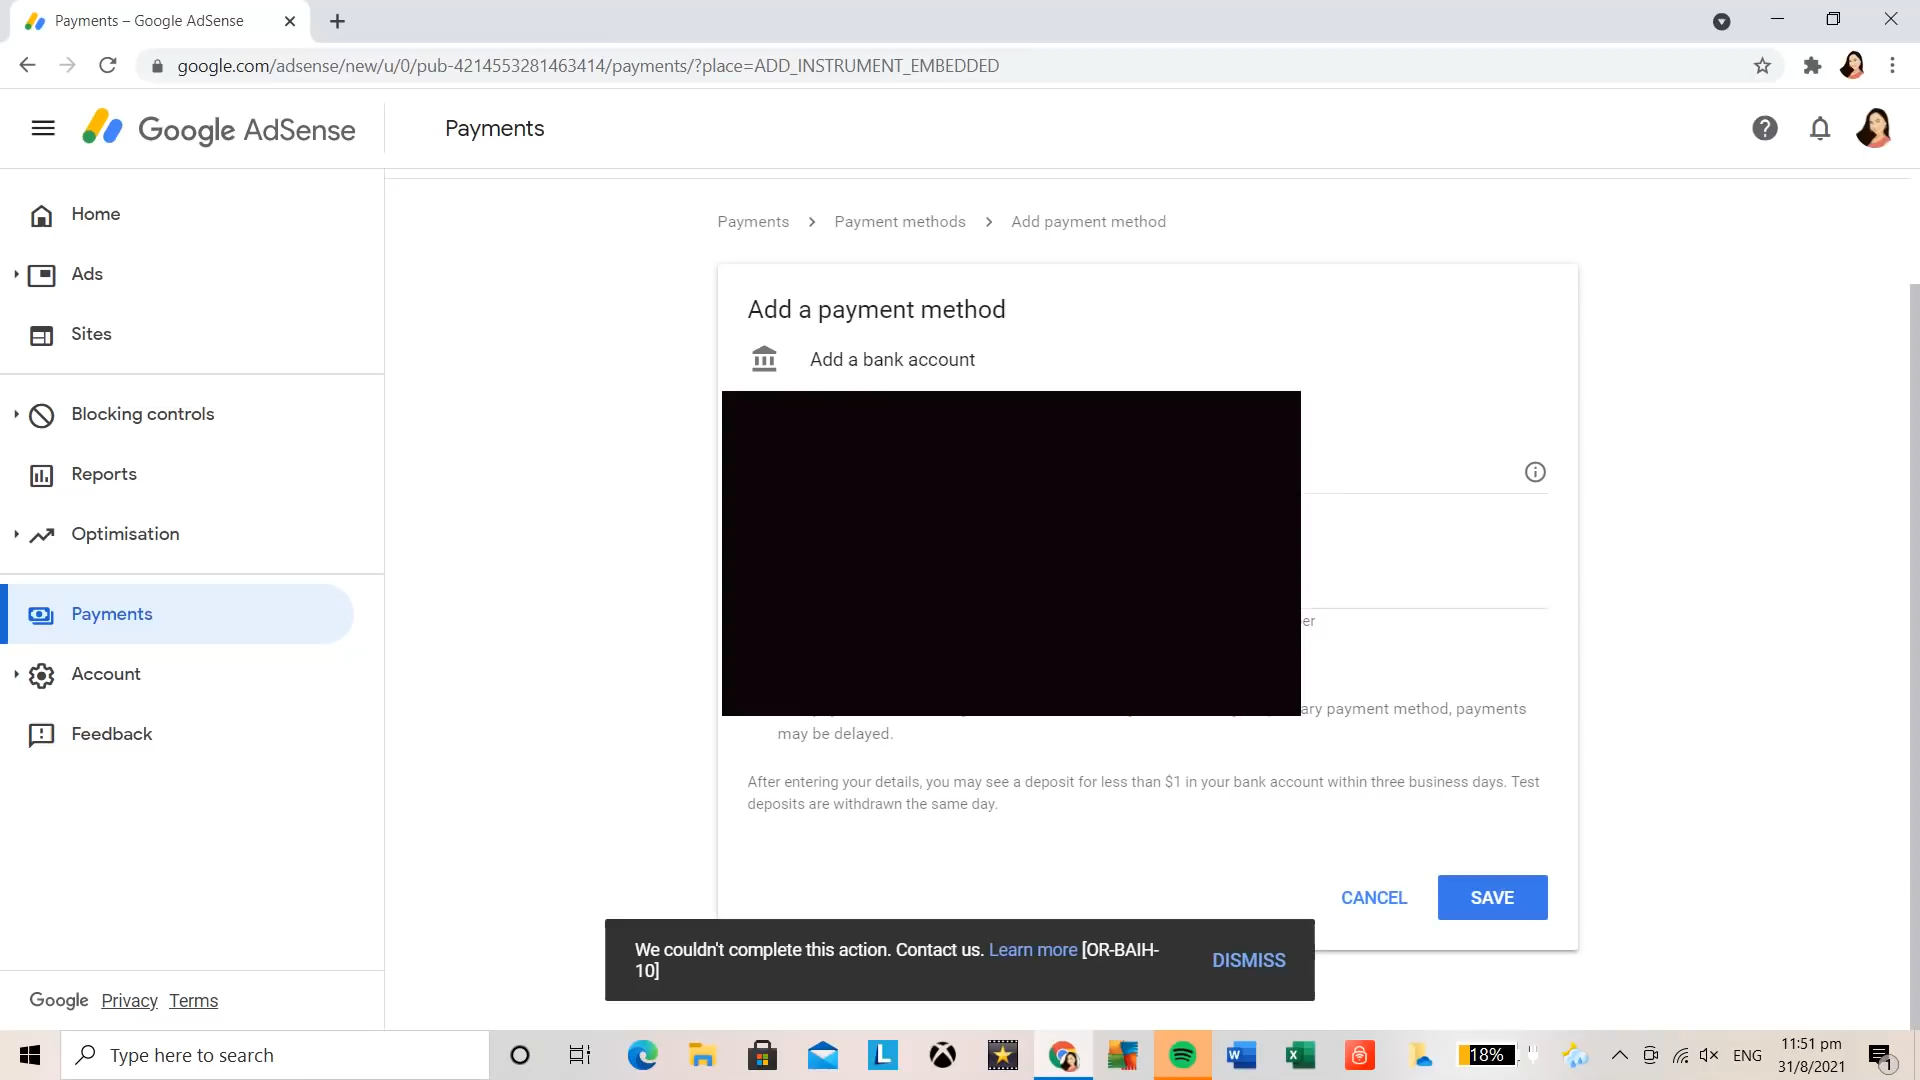 Payments – Google AdSense
google.com/adsense/new/u/0/pub-4214553281463414/payments/?place=ADD_INSTRUMENT_EMBEDDED
Google AdSense
Payments
Home
Ads
Sites
Blocking controls
Reports
Optimisation
Payments
Account
Feedback
Google Privacy Terms
Payments > Payment methods > Add payment method
Add a payment method
Add a bank account
er
ary payment method, payments
may be delayed.
After entering your details, you may see a deposit for less than $1 in your bank account within three business days. Test
deposits are withdrawn the same day.
CANCEL
SAVE
We couldn't complete this action. Contact us. Learn more [OR-BAIH-
10]
DISMISS
Type here to search
18%
ENG
11:51 pm
31/8/2021
1